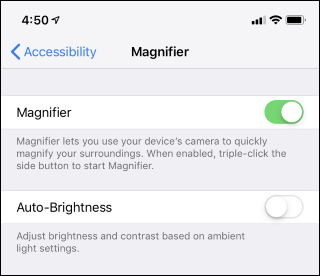 4:50
Accessibility Magnifier
Magnifier
Magnifier lets you use your device's camera to quickly
magnify your surroundings. When enabled, triple-click the
side button to start Magnifier.
Auto-Brightness
Adjust brightness and contrast based on ambient
light settings.